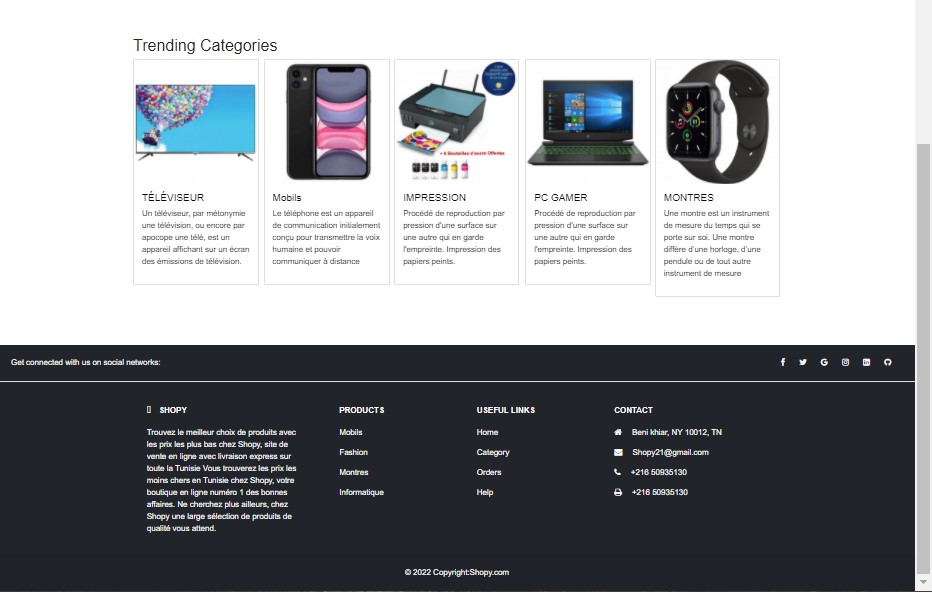 Trending Categories
TÉLÉVISEUR
Un téléviseur, par métonymie
une télévision, ou encore par
apocope une télé, est un
appareil affichant sur un écran
des émissions de télévision.
Mobils
Le téléphone est un appareil
de communication initialement
conçu pour transmettre la voix
humaine et pouvoir
communiquer à distance
+ 4 Bouteilles d'encre Offertes
IMPRESSION
Procédé de reproduction par
pression d'une surface sur
une autre qui en garde
l'empreinte. Impression des
papiers peints.
PC GAMER
Procédé de reproduction par
pression d'une surface sur
une autre qui en garde
l'empreinte. Impression des
papiers peints.
MONTRES
Une montre est un instrument
de mesure du temps qui se
porte sur soi. Une montre
diffère d'une horloge, d'une
pendule ou de tout autre
instrument de mesure
Get connected with us on social networks:
SHOPY
Trouvez le meilleur choix de produits avec
les prix les plus bas chez Shopy, site de
vente en ligne avec livraison express sur
toute la Tunisie Vous trouverez les prix les
moins chers en Tunisie chez Shopy, votre
boutique en ligne numéro 1 des bonnes
affaires. Ne cherchez plus ailleurs, chez
Shopy une large sélection de produits de
qualité vous attend.
PRODUCTS
Mobils
Fashion
Montres
Informatique
USEFUL LINKS
Home
Category
Orders
Help
CONTACT
Beni khiar, NY 10012, TN
Shopy21@gmail.com
+216 50935130
+216 50935130
© 2022 Copyright:Shopy.com